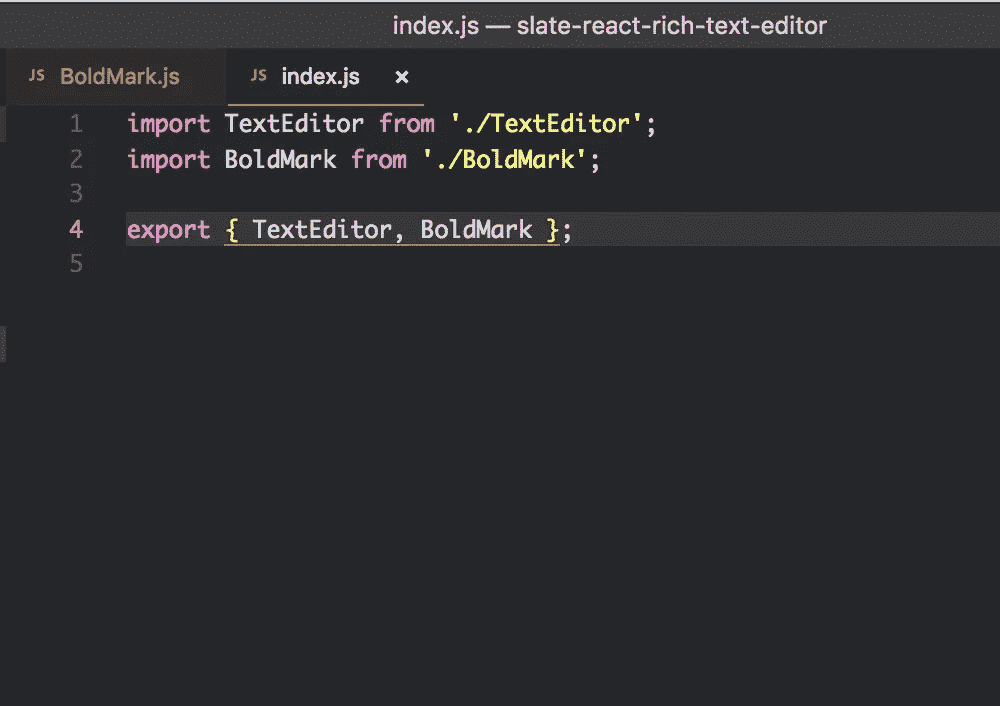 index.js — slate-react-rich-text-editor
JS BoldMark.js JS index.js ×
1 import TextEditor from './TextEditor';
2 import BoldMark from './BoldMark';
3
4 export { TextEditor, BoldMark };
5